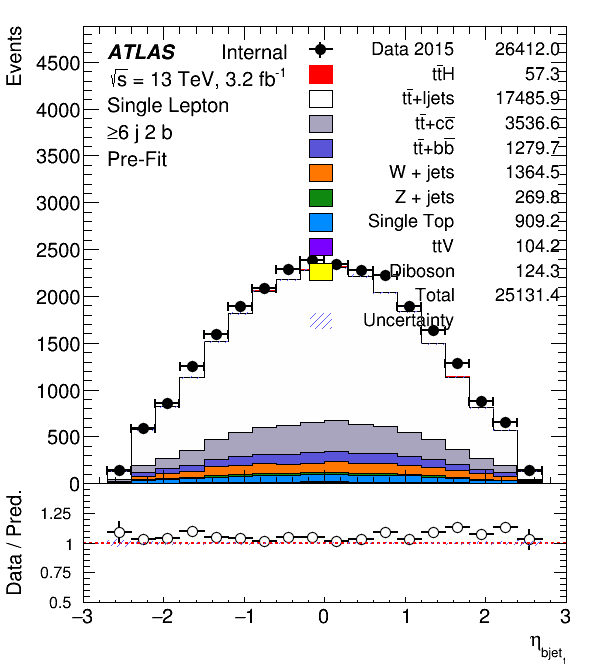 Events
ATLAS Internal
√s = 13 TeV, 3.2 fb⁻¹
Single Lepton
≥6 j 2 b
Pre-Fit
Data 2015 26412.0
tt̄H 57.3
tt̄+ljets 17485.9
tt̄+cc̄ 3536.6
tt̄+bb̄ 1279.7
W + jets 1364.5
Z + jets 269.8
Single Top 909.2
ttV 104.2
Diboson 124.3
Total 25131.4
Uncertainty
4500
4000
3500
3000
2500
2000
1500
1000
500
0
Data / Pred.
1.25
1
0.75
0.5
−3 −2 −1 0 1 2 3
η_bjet₁